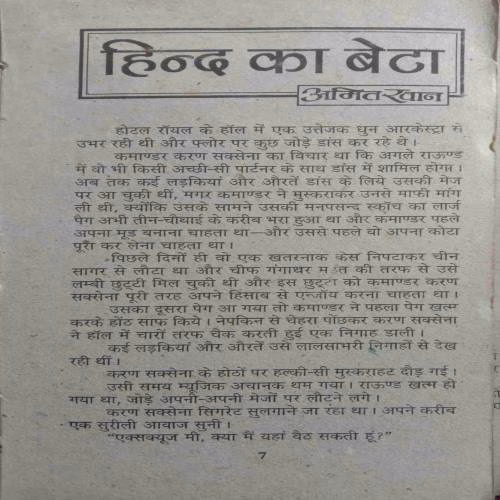 हिन्द का बेटा
अमित खान
होटल रॉयल के हॉल में एक उत्तेजक धुन आरकेस्ट्रा से
उभर रही थी और फ्लोर पर कुछ जोड़े डांस कर रहे थे।
कमाण्डर करण सक्सेना का विचार था कि अगले राऊण्ड
में वो भी किसी अच्छी-सी पार्टनर के साथ डांस में शामिल होगा।
अब तक कई लड़कियां और औरतें डांस के लिये उसकी मेज
पर आ चुकी थीं, मगर कमाण्डर ने मुस्कराकर उनसे माफी मांग
ली थी, क्योंकि उसके सामने उसकी मनपसन्द स्कॉच का लार्ज
पैग अभी तीन-चौथाई के करीब भरा हुआ था और कमाण्डर पहले
अपना मूड बनाना चाहता था—और उससे पहले वो अपना कोटा
पूरा कर लेना चाहता था।
पिछले दिनों ही वो एक खतरनाक केस निपटाकर चीन
सागर से लौटा था और चीफ गंगाधर की तरफ से उसे
लम्बी छुट्टी मिल चुकी थी और इस छुट्टी को कमाण्डर करण
सक्सेना पूरी तरह अपने हिसाब से एन्जॉय करना चाहता था।
उसका दूसरा पैग आ गया तो कमाण्डर ने पहला पैग खत्म
करके होंठ साफ किये। नेपकिन से चेहरा पोंछकर करण सक्सेना
ने हॉल में चारों तरफ चैक करती हुई एक निगाह डाली।
कई लड़कियां और औरतें उसे लालसाभरी निगाहों से देख
रही थीं।
करण सक्सेना के होठों पर हल्की-सी मुस्कराहट दौड़ गई।
उसी समय म्यूजिक अचानक थम गया। राऊण्ड खत्म हो
गया था, जोड़े अपनी-अपनी मेजों पर लौटने लगे।
करण सक्सेना सिगरेट सुलगाने जा रहा था। अपने करीब
एक सुरीली आवाज सुनी।
“एक्सक्यूज मी, क्या मैं यहां बैठ सकती हूं?”
7